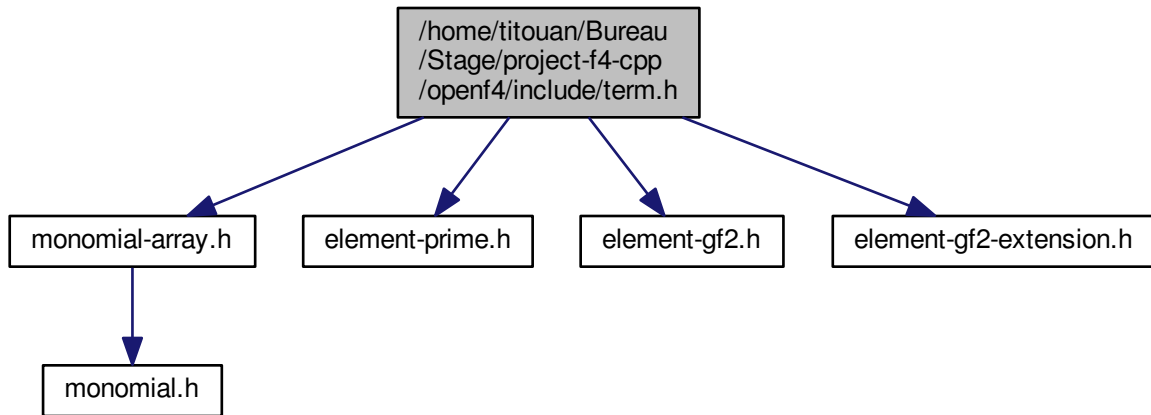 /home/titouan/Bureau
/Stage/project-f4-cpp
/openf4/include/term.h
monomial-array.h
element-prime.h
element-gf2.h
element-gf2-extension.h
monomial.h